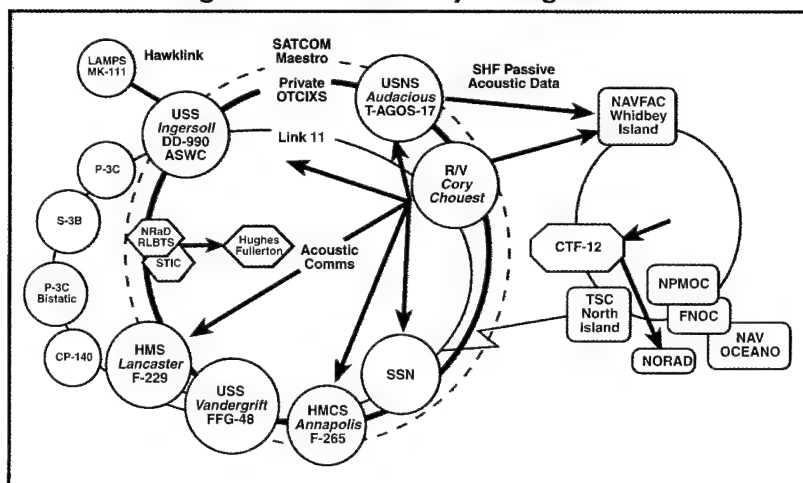 LAMPS
MK-111
Hawklink
SATCOM
Maestro
Private
OTCIXS
USS
Ingersoll
DD-990
ASWC
Link 11
USNS
Audacious
T-AGOS-17
SHF Passive
Acoustic Data
NAVFAC
Whidbey
Island
R/V
Cory
Chouest
P-3C
S-3B
P-3C
Bistatic
CP-140
NRaD
RLBTS
STIC
Hughes
Fullerton
Acoustic
Comms
CTF-12
TSC
North
island
NPMOC
FNOC
NAV
OCEANO
NORAD
HMS
Lancaster
F-229
USS
Vandergrift
FFG-48
HMCS
Annapolis
F-265
SSN